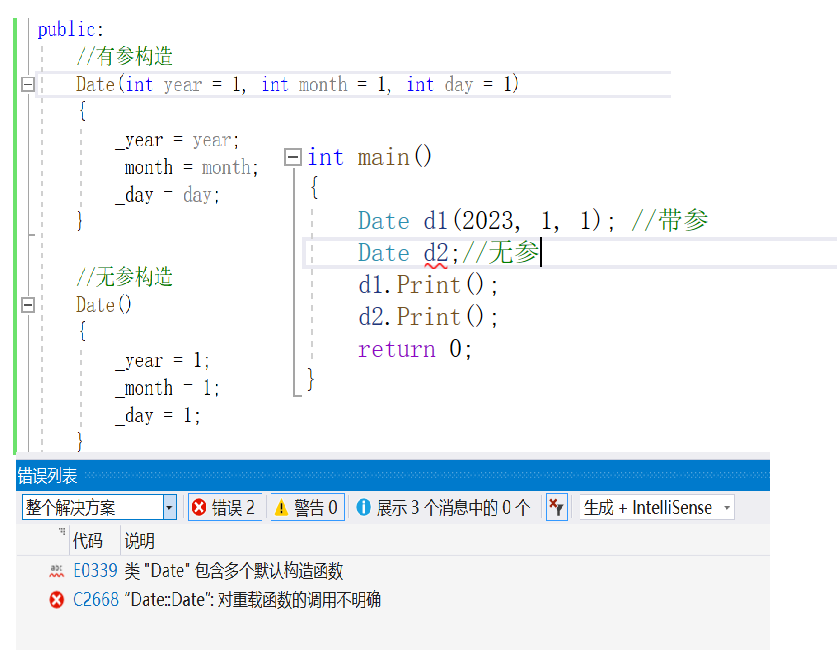 public:
//有参构造
Date(int year = 1, int month = 1, int day = 1)
{
_year = year;
_month = month;
_day = day;
}
//无参构造
Date()
{
_year = 1;
_month = 1;
_day = 1;
}
int main()
{
Date d1(2023, 1, 1); //带参
Date d2;//无参
d1.Print();
d2.Print();
return 0;
}
错误列表
整个解决方案 错误 2 警告 0 展示 3 个消息中的 0 个 生成 + IntelliSense
代码 说明
abc E0339 类 "Date" 包含多个默认构造函数
C2668 “Date::Date”: 对重载函数的调用不明确